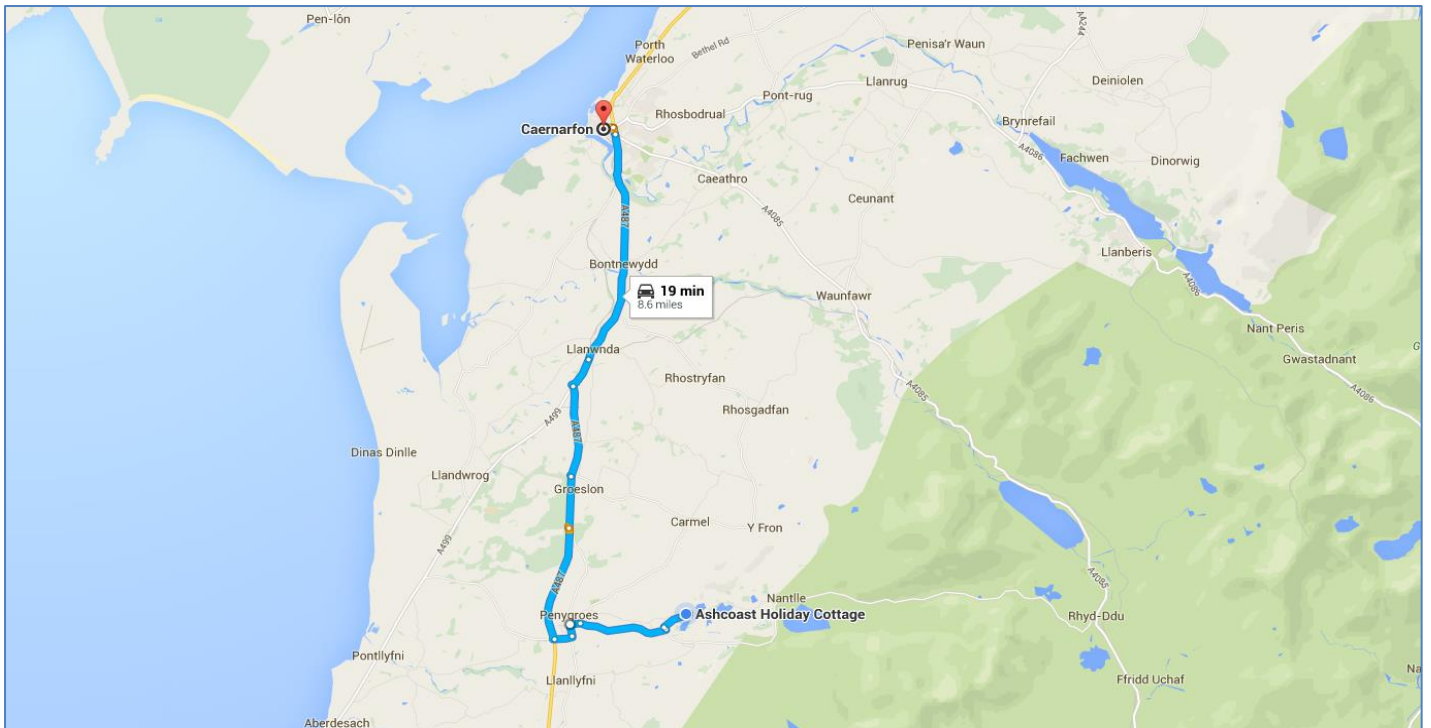 Pen-lôn
Porth
Waterloo
Bethel Rd
Penisa'r Waun
A244
Deiniolen
Llanrug
Pont-rug
Rhosbodrual
Brynrefail
Caernarfon
A4086
Fachwen
Dinorwig
Caeathro
Ceunant
A487
A4085
Llanberis
Bontnewydd
19 min
8.6 miles
Waunfawr
A4086
Nant Peris
Gwastadnant
G
Llanwnda
Rhostryfan
A4085
A4086
Rhosgadfan
A499
A487
Dinas Dinlle
Llandwrog
Groeslon
Carmel
Y Fron
A499
A487
A4085
Nantlle
Penygroes
Ashcoast Holiday Cottage
Rhyd-Ddu
Pontllyfni
Llanllyfni
Ffridd Uchaf
Na
Aberdesach